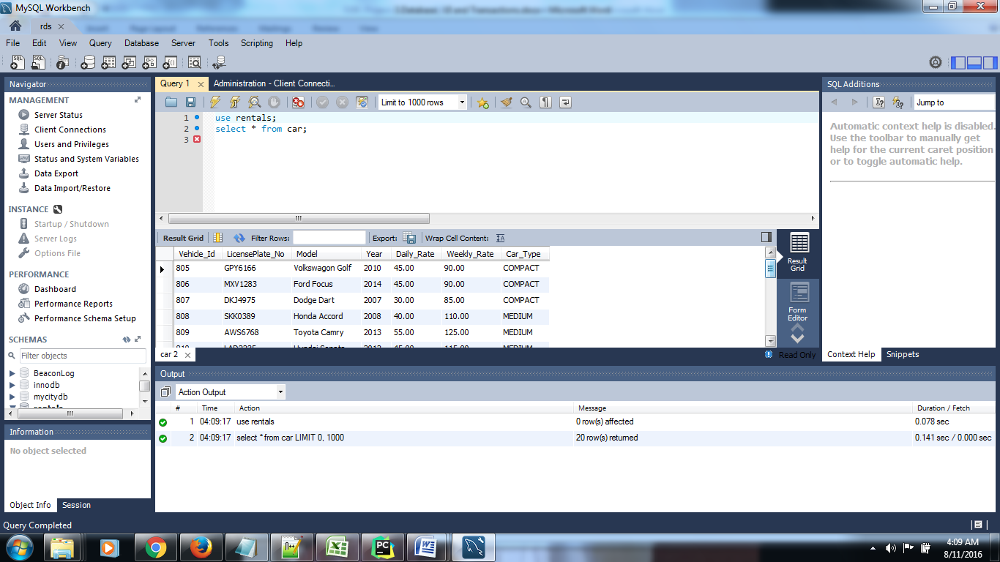 MySQL Workbench
rds
File Edit View Query Database Server Tools Scripting Help
Navigator
MANAGEMENT
Server Status
Client Connections
Users and Privileges
Status and System Variables
Data Export
Data Import/Restore
INSTANCE
Startup / Shutdown
Server Logs
Options File
PERFORMANCE
Dashboard
Performance Reports
Performance Schema Setup
SCHEMAS
Filter objects
BeaconLog
innodb
mycitydb
rentals
Information
No object selected
Object Info Session
Query 1 Administration - Client Connecti...
Limit to 1000 rows
1 use rentals;
2 select * from car;
3
Result Grid Filter Rows: Export: Wrap Cell Content:
Vehicle_Id LicensePlate_No Model Year Daily_Rate Weekly_Rate Car_Type
805 GPY6166 Volkswagon Golf 2010 45.00 90.00 COMPACT
806 MXV1283 Ford Focus 2014 45.00 90.00 COMPACT
807 DKJ4975 Dodge Dart 2007 30.00 85.00 COMPACT
808 SKK0389 Honda Accord 2008 40.00 110.00 MEDIUM
809 AWS6768 Toyota Camry 2013 55.00 125.00 MEDIUM
Result Grid
Form Editor
car 2
Read Only
SQL Additions
Jump to
Automatic context help is disabled.
Use the toolbar to manually get
help for the current caret position
or to toggle automatic help.
Context Help Snippets
Output
Action Output
# Time Action Message Duration / Fetch
1 04:09:17 use rentals 0 row(s) affected 0.078 sec
2 04:09:17 select * from car LIMIT 0, 1000 20 row(s) returned 0.141 sec / 0.000 sec
Query Completed
4:09 AM
8/11/2016